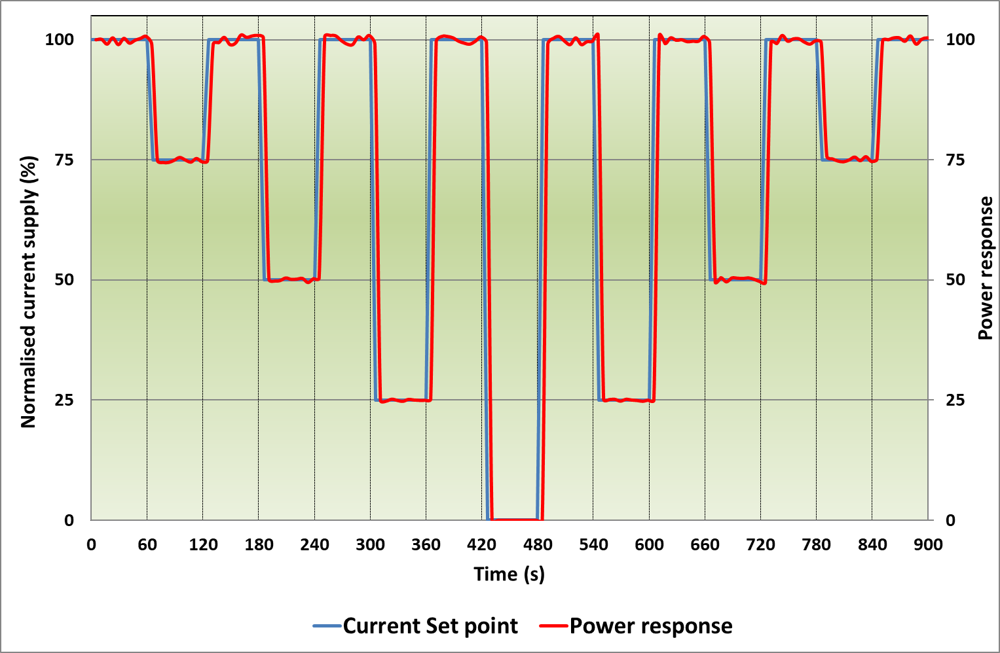 Normalised current supply (%)
100
75
50
25
0
100
75
50
25
0
Power response
0 60 120 180 240 300 360 420 480 540 600 660 720 780 840 900
Time (s)
Current Set point Power response